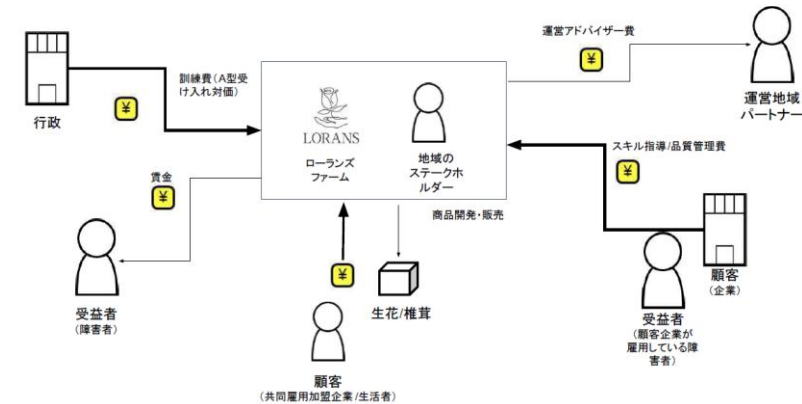 運営アドバイザー費
¥
訓練費(A型受
け入れ対価)
¥
行政
LORANS
ローランズ
ファーム
地域の
ステークホ
ルダー
運営地域
パートナー
スキル指導/品質管理費
¥
賃金
¥
商品開発・販売
受益者
(障害者)
¥
生花/椎茸
顧客
(企業)
受益者
(顧客企業が
雇用している障
害者)
顧客
(共同雇用加盟企業/生活者)